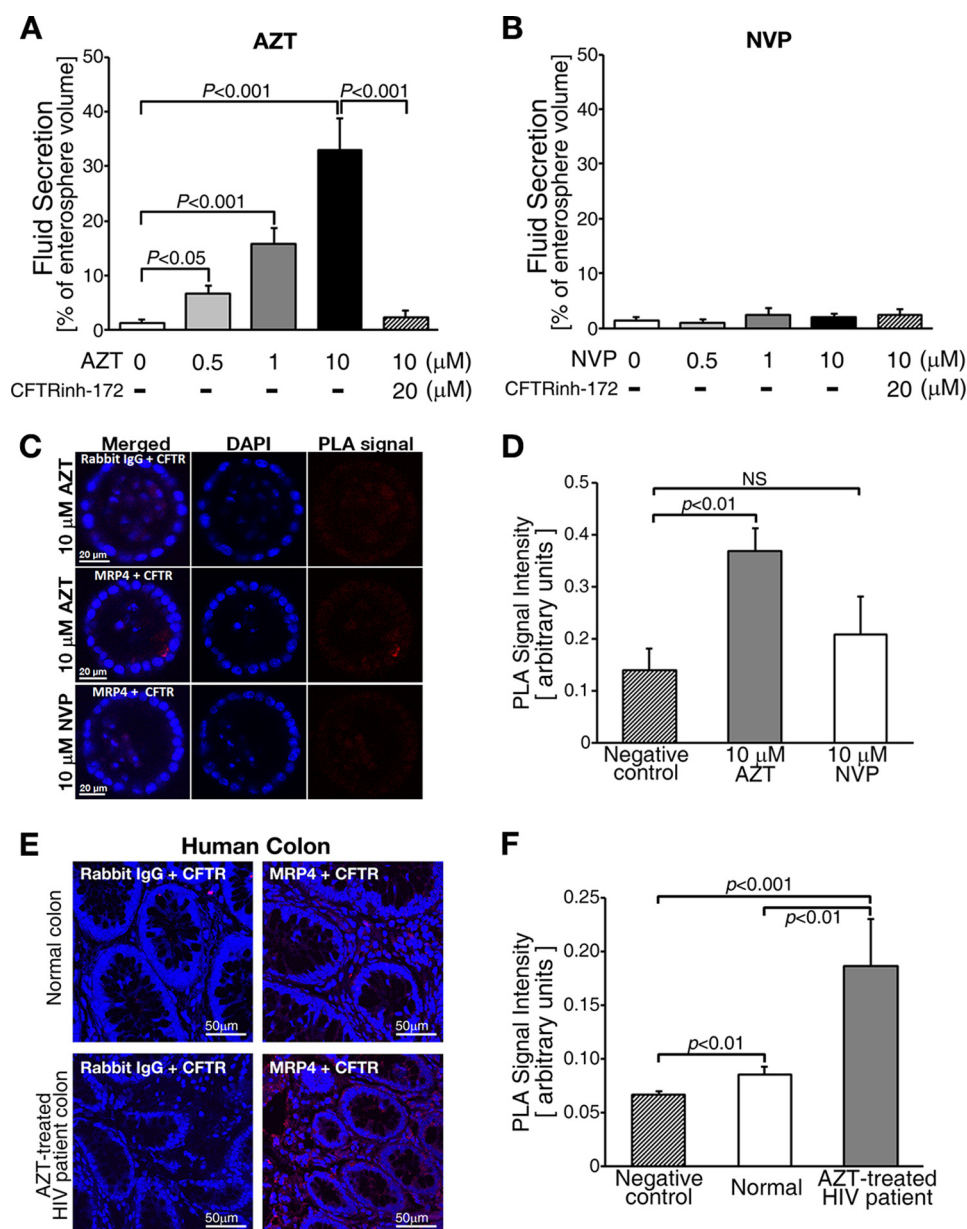 A
AZT
Fluid Secretion
[% of enterosphere volume]
50
40
30
20
10
0
P<0.001
P<0.001
P<0.001
P<0.05
AZT 0 0.5 1 10 10 (μM)
CFTRinh-172 - - - - 20 (μM)
B
NVP
Fluid Secretion
[% of enterosphere volume]
50
40
30
20
10
0
NVP 0 0.5 1 10 10 (μM)
CFTRinh-172 - - - - 20 (μM)
C
Merged DAPI PLA signal
10 μM AZT
Rabbit IgG + CFTR
20 μm
10 μM AZT
MRP4 + CFTR
20 μm
10 μM NVP
MRP4 + CFTR
20 μm
D
PLA Signal Intensity
[ arbitrary units ]
0.5
0.4
0.3
0.2
0.1
0
NS
p<0.01
Negative
control
10 μM
AZT
10 μM
NVP
E
Human Colon
Normal colon
Rabbit IgG + CFTR
50μm
MRP4 + CFTR
50μm
AZT-treated
HIV patient colon
Rabbit IgG + CFTR
50μm
MRP4 + CFTR
50μm
F
PLA Signal Intensity
[ arbitrary units ]
0.25
0.20
0.15
0.10
0.05
0
p<0.001
p<0.01
p<0.01
Negative
control
Normal
AZT-treated
HIV patient